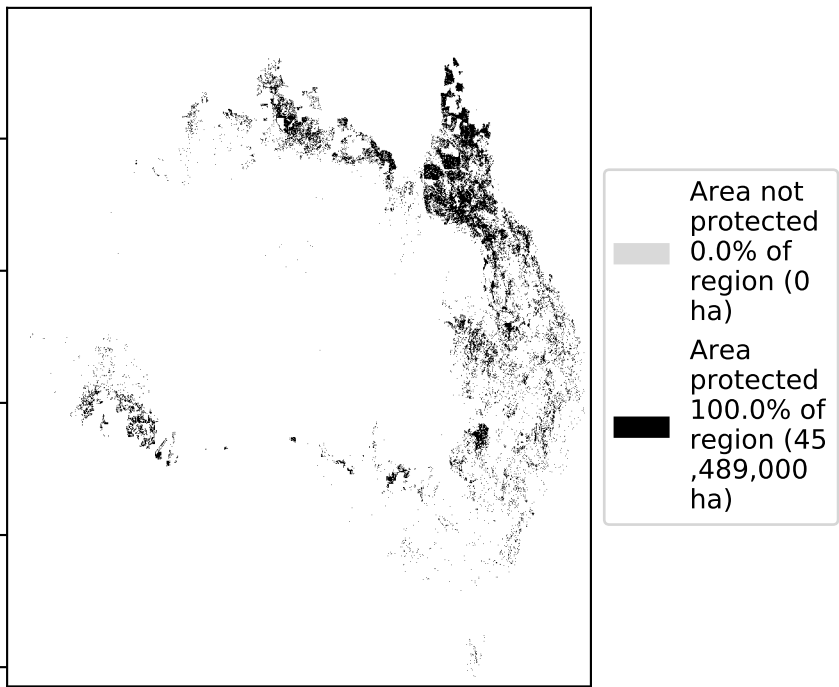 Area not
protected
0.0% of
region (0
ha)
Area
protected
100.0% of
region (45
,489,000
ha)